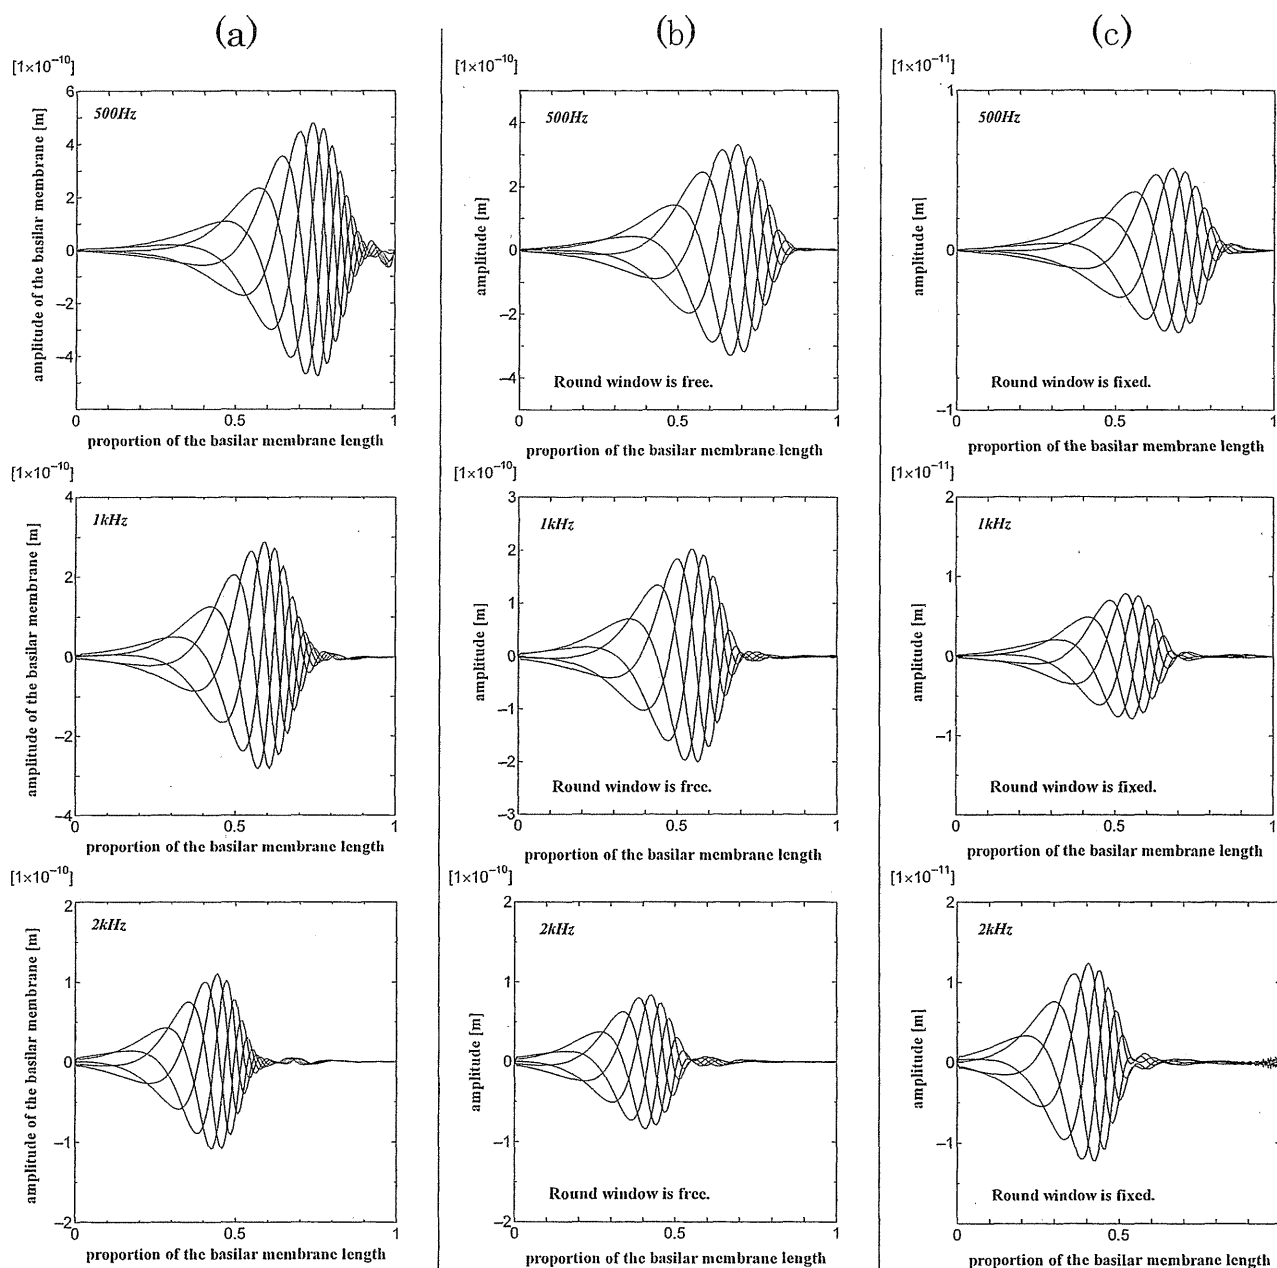 (a)
(b)
(c)
[1×10⁻¹⁰]
[1×10⁻¹⁰]
[1×10⁻¹¹]
500Hz
500Hz
500Hz
6
4
2
0
−2
−4
4
2
0
−2
−4
1
0
−1
amplitude of the basilar membrane [m]
amplitude [m]
amplitude [m]
Round window is free.
Round window is fixed.
0 0.5 1
0 0.5 1
0 0.5 1
proportion of the basilar membrane length
proportion of the basilar membrane length
proportion of the basilar membrane length
[1×10⁻¹⁰]
[1×10⁻¹⁰]
[1×10⁻¹¹]
1kHz
1kHz
1kHz
4
2
0
−2
−4
3
2
1
0
−1
−2
−3
2
1
0
−1
amplitude of the basilar membrane [m]
amplitude [m]
amplitude [m]
Round window is free.
Round window is fixed.
0 0.5 1
0 0.5 1
0 0.5 1
proportion of the basilar membrane length
proportion of the basilar membrane length
proportion of the basilar membrane length
[1×10⁻¹⁰]
[1×10⁻¹⁰]
[1×10⁻¹¹]
2kHz
2kHz
2kHz
2
1
0
−1
−2
2
1
0
−1
−2
2
1
0
−1
amplitude of the basilar membrane [m]
amplitude [m]
amplitude [m]
Round window is free.
Round window is fixed.
0 0.5 1
0 0.5 1
0 0.5
proportion of the basilar membrane length
proportion of the basilar membrane length
proportion of the basilar membrane length